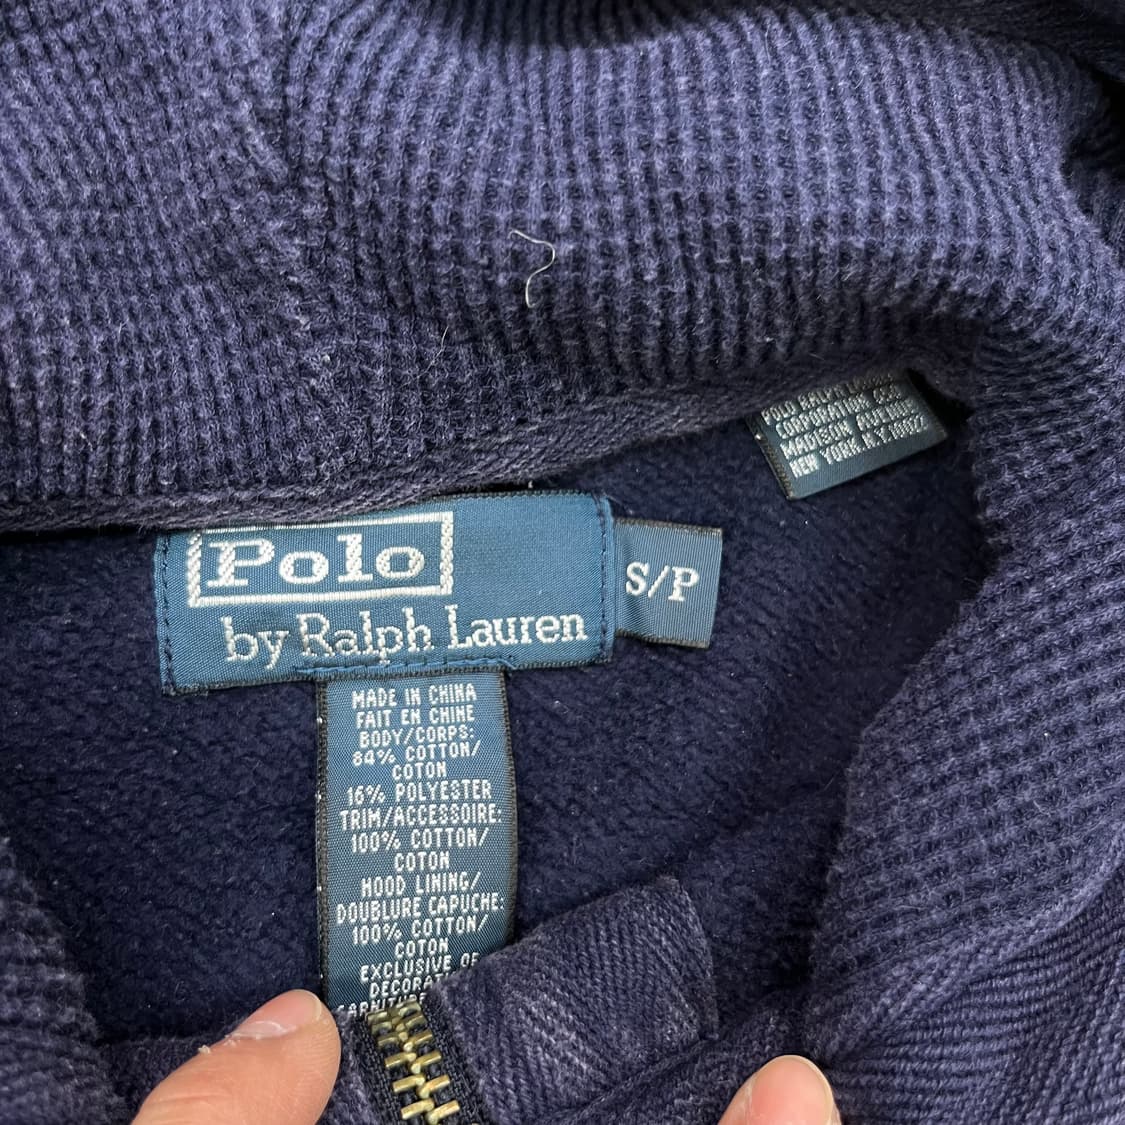 Polo
by Ralph Lauren
S/P
MADE IN CHINA
FAIT EN CHINE
BODY/CORPS:
84% COTTON/
COTON
16% POLYESTER
TRIM/ACCESSOIRE:
100% COTTON/
COTON
HOOD LINING/
DOUBLURE CAPUCHE:
100% COTTON/
COTON
EXCLUSIVE OF
POLO RALPH LAUREN
CORPORATION
MADISON AVENUE
NEW YORK.N.Y.